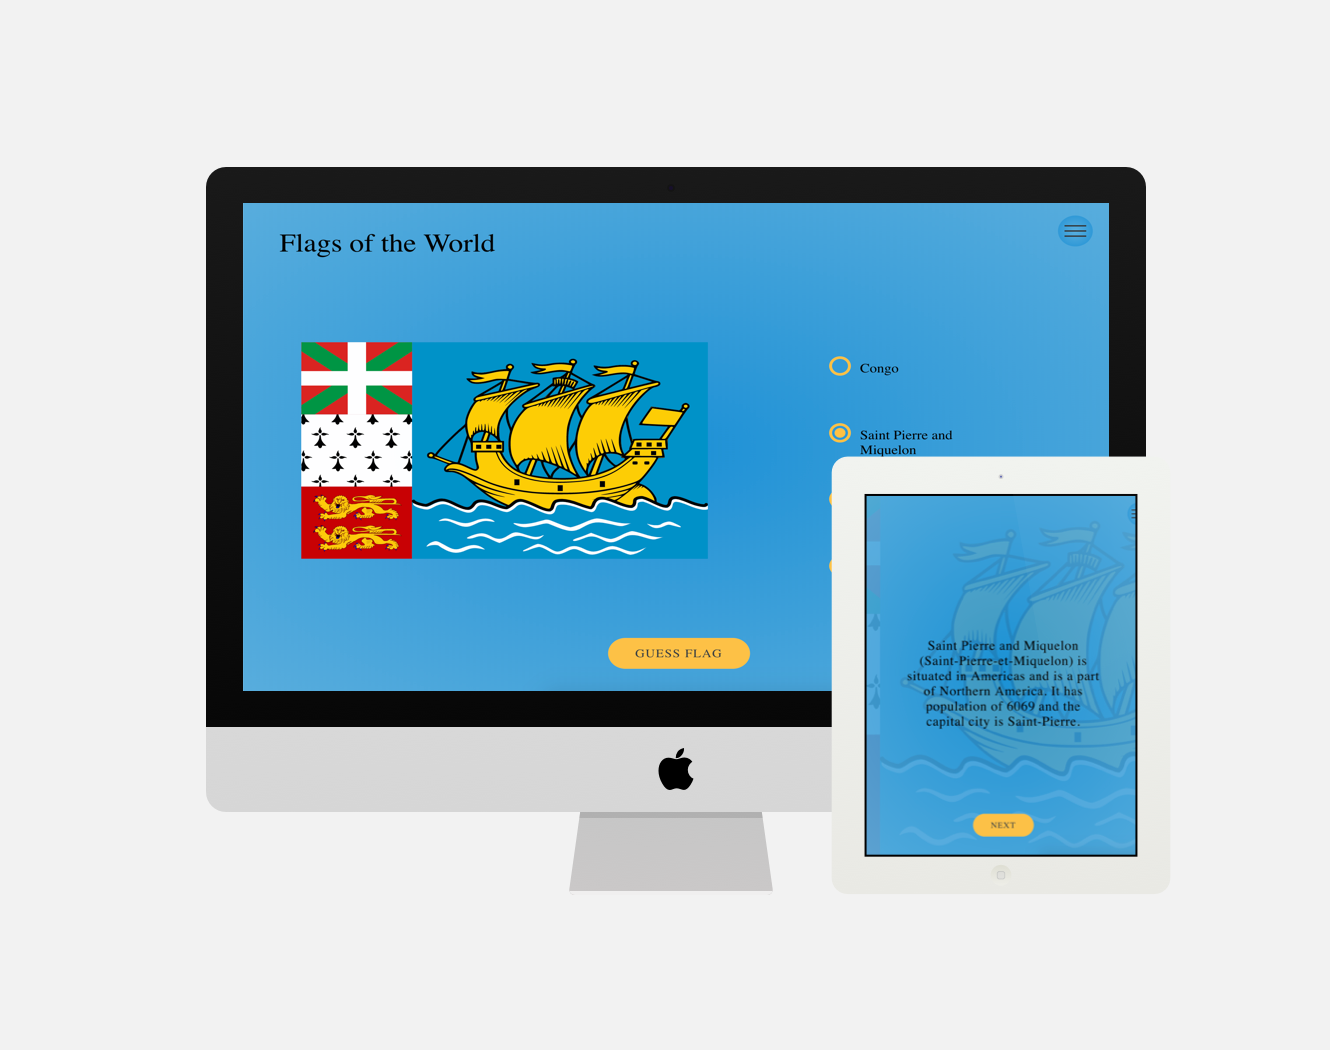 Flags of the World
Congo
Saint Pierre and
Miquelon
GUESS FLAG
Saint Pierre and Miquelon
(Saint-Pierre-et-Miquelon) is
situated in Americas and is a part
of Northern America. It has
population of 6069 and the
capital city is Saint-Pierre.
NEXT